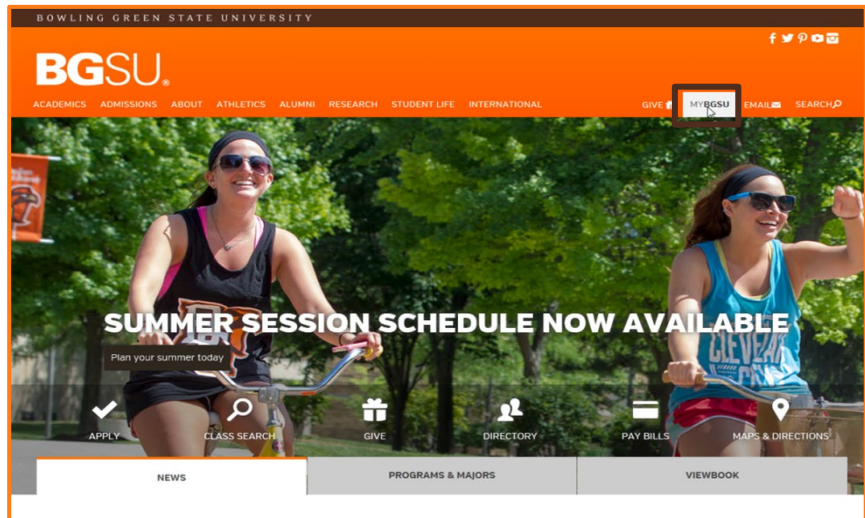 BOWLING GREEN STATE UNIVERSITY
BGSU®
ACADEMICS ADMISSIONS ABOUT ATHLETICS ALUMNI RESEARCH STUDENT LIFE INTERNATIONAL GIVE MYBGSU EMAIL SEARCH
SUMMER SESSION SCHEDULE NOW AVAILABLE
Plan your summer today
CLEVELAND
APPLY CLASS SEARCH GIVE DIRECTORY PAY BILLS MAPS & DIRECTIONS
NEWS PROGRAMS & MAJORS VIEWBOOK